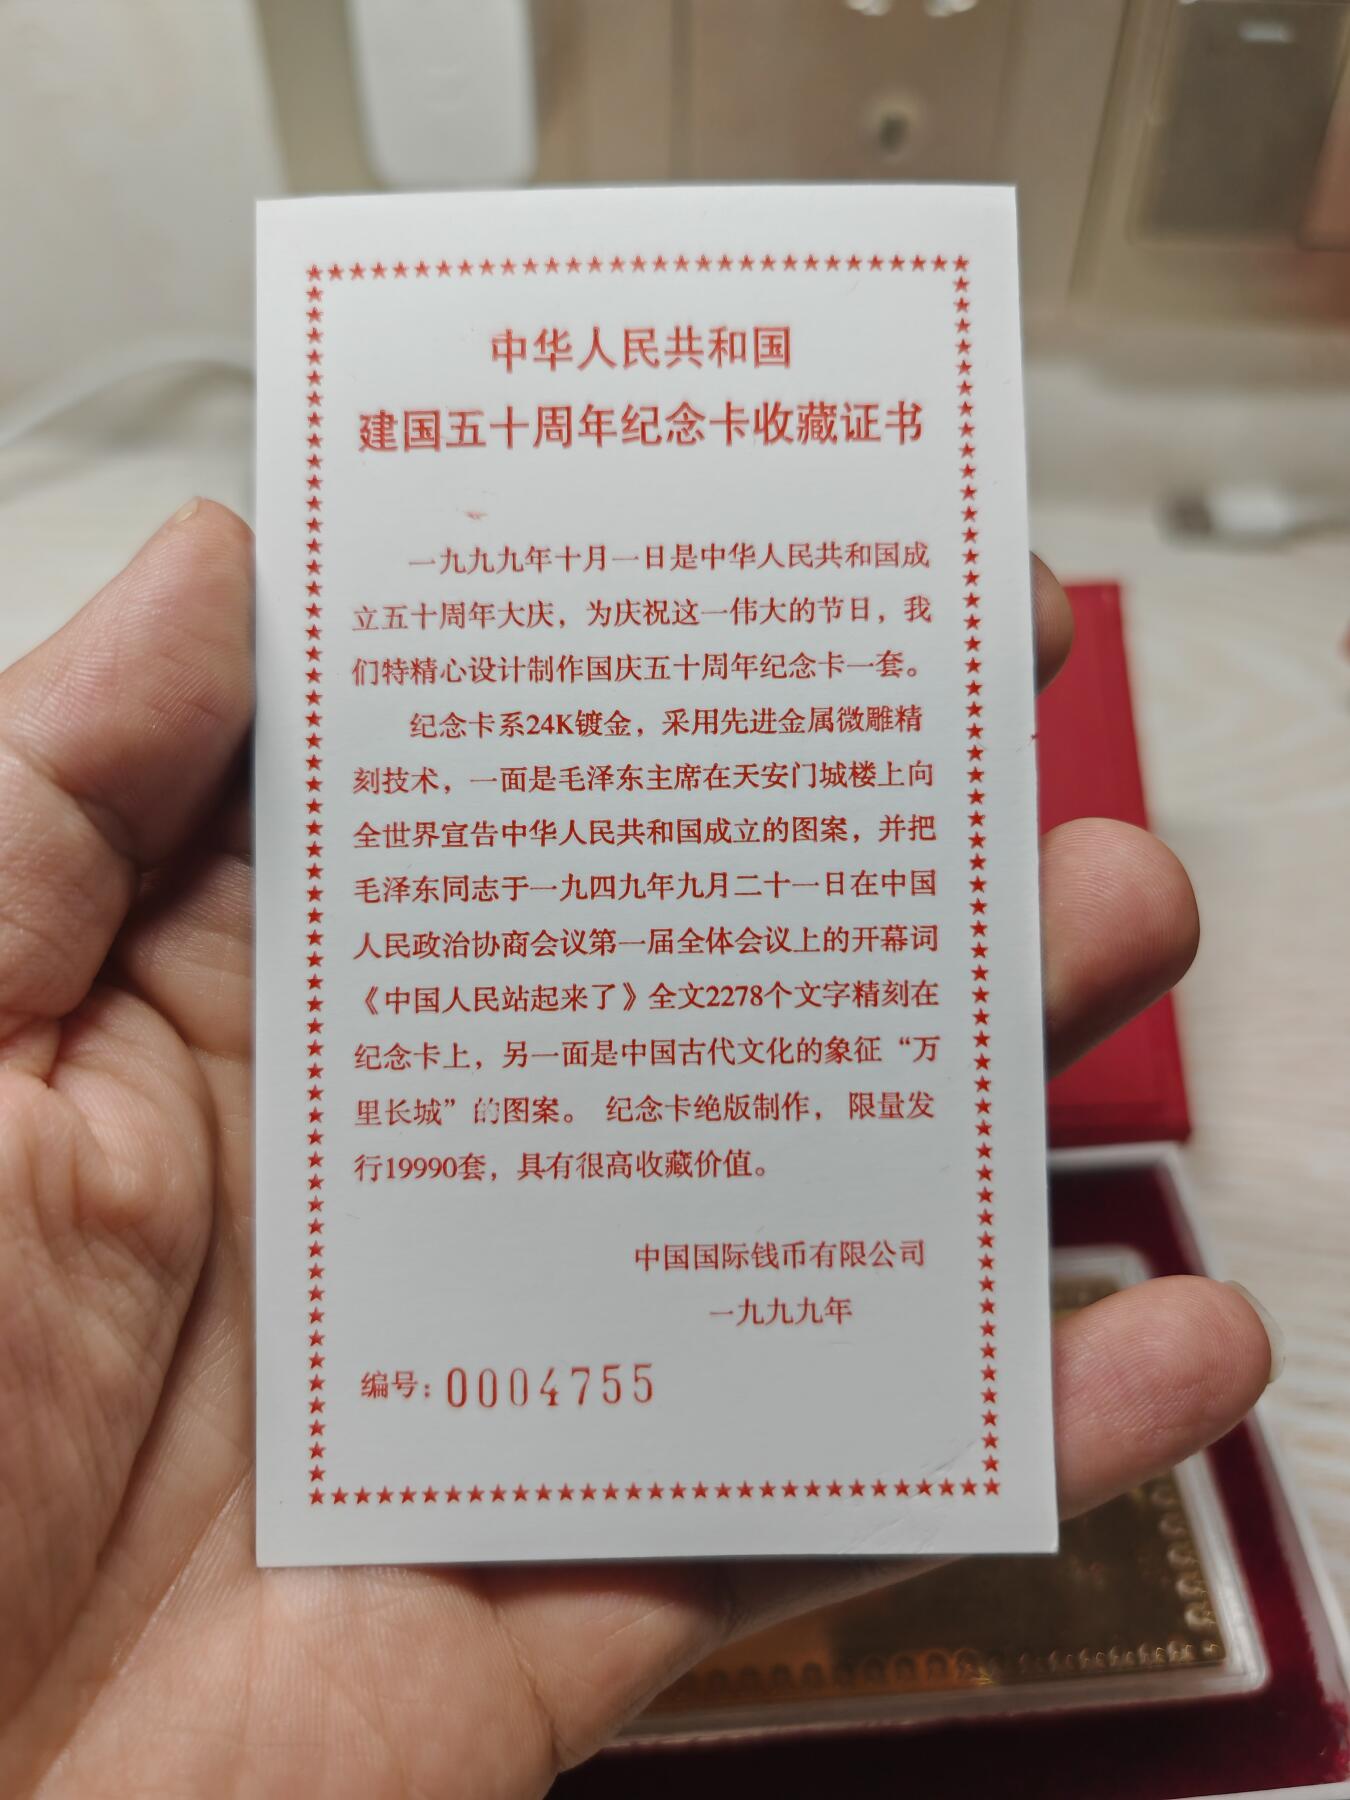 中华人民共和国
建国五十周年纪念卡收藏证书
一九九九年十月一日是中华人民共和国成
立五十周年大庆，为庆祝这一伟大的节日，我
们特精心设计制作国庆五十周年纪念卡一套。
纪念卡系24K镀金，采用先进金属微雕精
刻技术，一面是毛泽东主席在天安门城楼上向
全世界宣告中华人民共和国成立的图案，并把
毛泽东同志于一九四九年九月二十一日在中国
人民政治协商会议第一届全体会议上的开幕词
《中国人民站起来了》全文2278个文字精刻在
纪念卡上，另一面是中国古代文化的象征“万
里长城”的图案。 纪念卡绝版制作， 限量发
行19990套，具有很高收藏价值。
中国国际钱币有限公司
一九九九年
编号：0004755